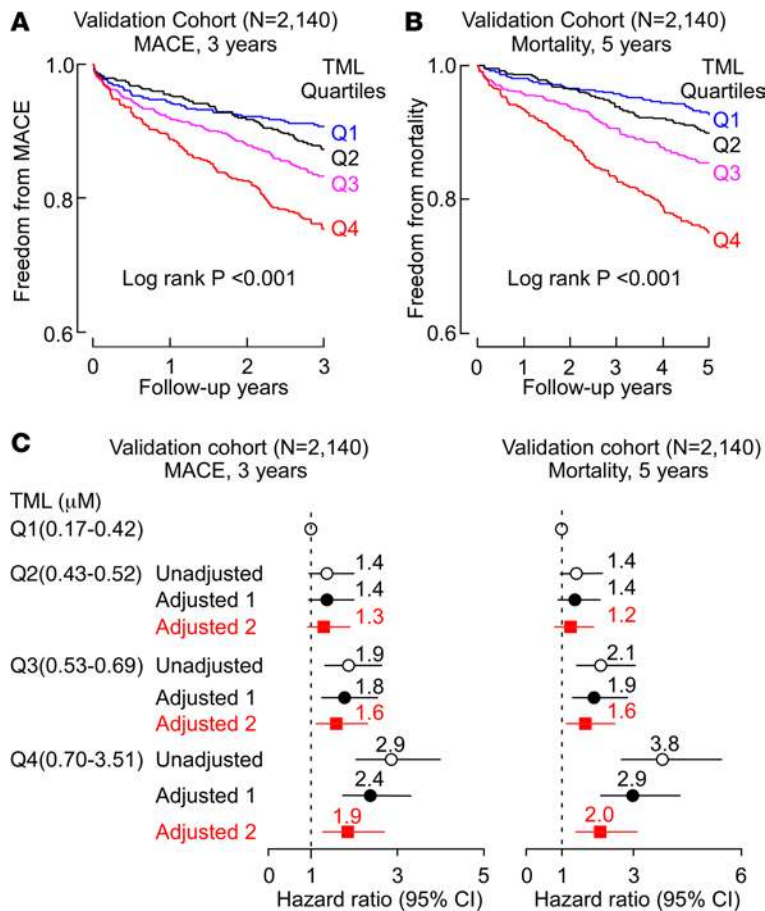 A
Validation Cohort (N=2,140)
MACE, 3 years
Freedom from MACE
1.0
0.8
0.6
TML
Quartiles
Q1
Q2
Q3
Q4
Log rank P <0.001
0 1 2 3
Follow-up years
B
Validation Cohort (N=2,140)
Mortality, 5 years
Freedom from mortality
1.0
0.8
0.6
TML
Quartiles
Q1
Q2
Q3
Q4
Log rank P <0.001
0 1 2 3 4 5
Follow-up years
C
Validation cohort (N=2,140)
MACE, 3 years
Validation cohort (N=2,140)
Mortality, 5 years
TML (μM)
Q1(0.17-0.42)
Q2(0.43-0.52) Unadjusted 1.4 1.4
Adjusted 1 1.4 1.4
Adjusted 2 1.3 1.2
Q3(0.53-0.69) Unadjusted 1.9 2.1
Adjusted 1 1.8 1.9
Adjusted 2 1.6 1.6
Q4(0.70-3.51) Unadjusted 2.9 3.8
Adjusted 1 2.4 2.9
Adjusted 2 1.9 2.0
0 1 3 5 0 1 3 6
Hazard ratio (95% CI) Hazard ratio (95% CI)